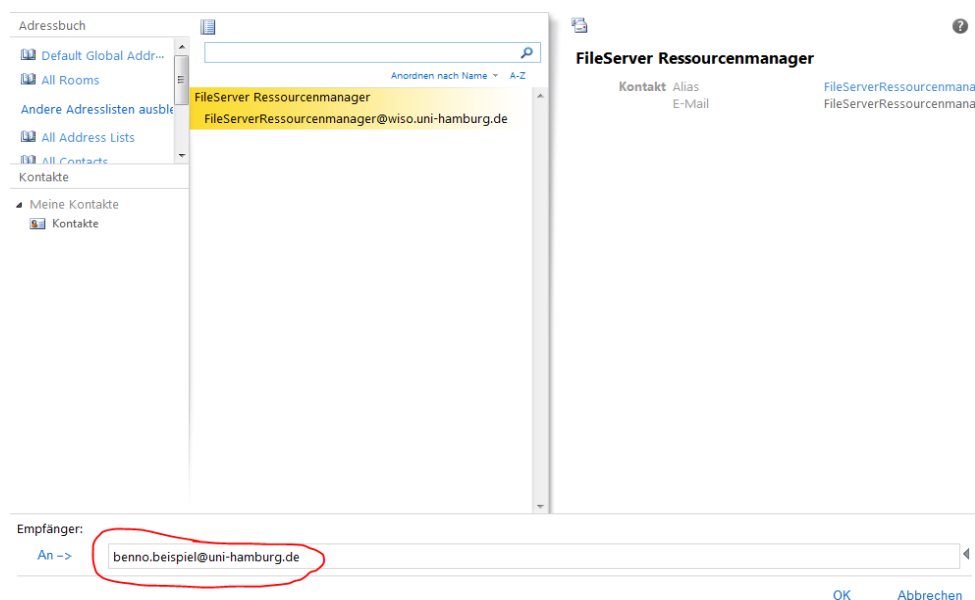 Adressbuch
Default Global Addr...
All Rooms
Andere Adresslisten ausble
All Address Lists
All Contacts
Kontakte
Meine Kontakte
Kontakte
Anordnen nach Name A-Z
FileServer Ressourcenmanager
FileServerRessourcenmanager@wiso.uni-hamburg.de
FileServer Ressourcenmanager
Kontakt Alias FileServerRessourcenmana
E-Mail FileServerRessourcenmana
Empfänger:
An –> benno.beispiel@uni-hamburg.de
OK Abbrechen